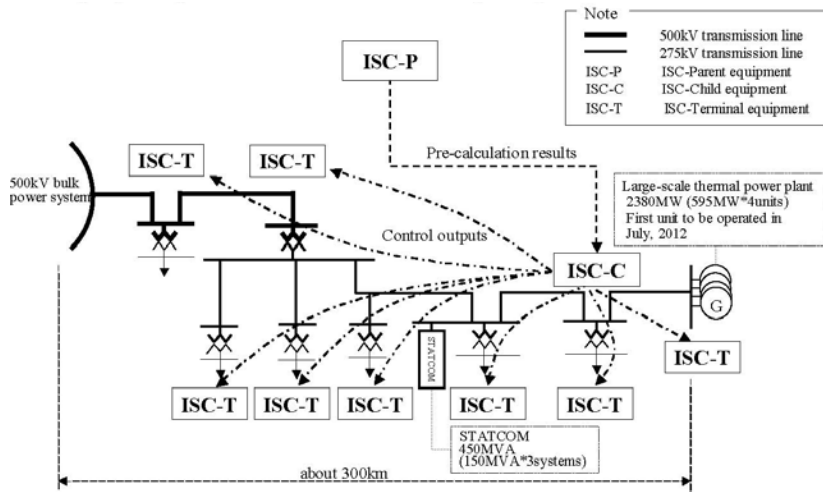 Note
500kV transmission line
275kV transmission line
ISC-P ISC-Parent equipment
ISC-C ISC-Child equipment
ISC-T ISC-Terminal equipment
ISC-P
ISC-T
ISC-T
Pre-calculation results
500kV bulk
power system
Large-scale thermal power plant
2380MW (595MW*4units)
First unit to be operated in
July, 2012
Control outputs
ISC-C
G
ISC-T
STATCOM
ISC-T
ISC-T
ISC-T
ISC-T
ISC-T
STATCOM
450MVA
(150MVA*3systems)
about 300km